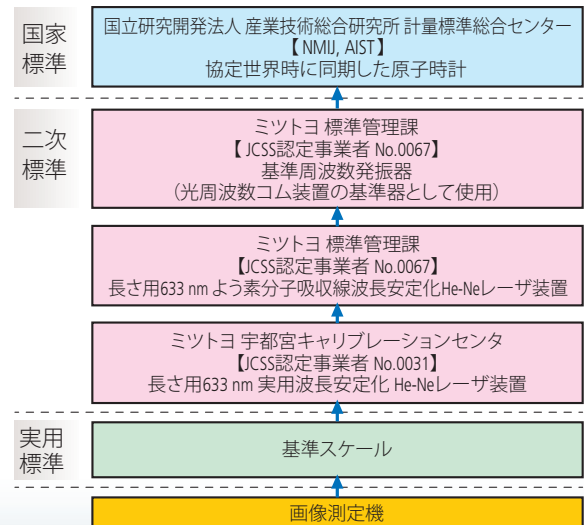 国家
標準
国立研究開発法人 産業技術総合研究所 計量標準総合センター
【 NMIJ, AIST】
協定世界時に同期した原子時計
二次
標準
ミツトヨ 標準管理課
【 JCSS認定事業者 No.0067】
基準周波数発振器
(光周波数コム装置の基準器として使用)
ミツトヨ 標準管理課
【JCSS認定事業者 No.0067】
長さ用633 nm よう素分子吸収線波長安定化He-Neレーザ装置
ミツトヨ 宇都宮キャリブレーションセンタ
【JCSS認定事業者 No.0031】
長さ用633 nm 実用波長安定化 He-Neレーザ装置
実用
標準
基準スケール
画像測定機